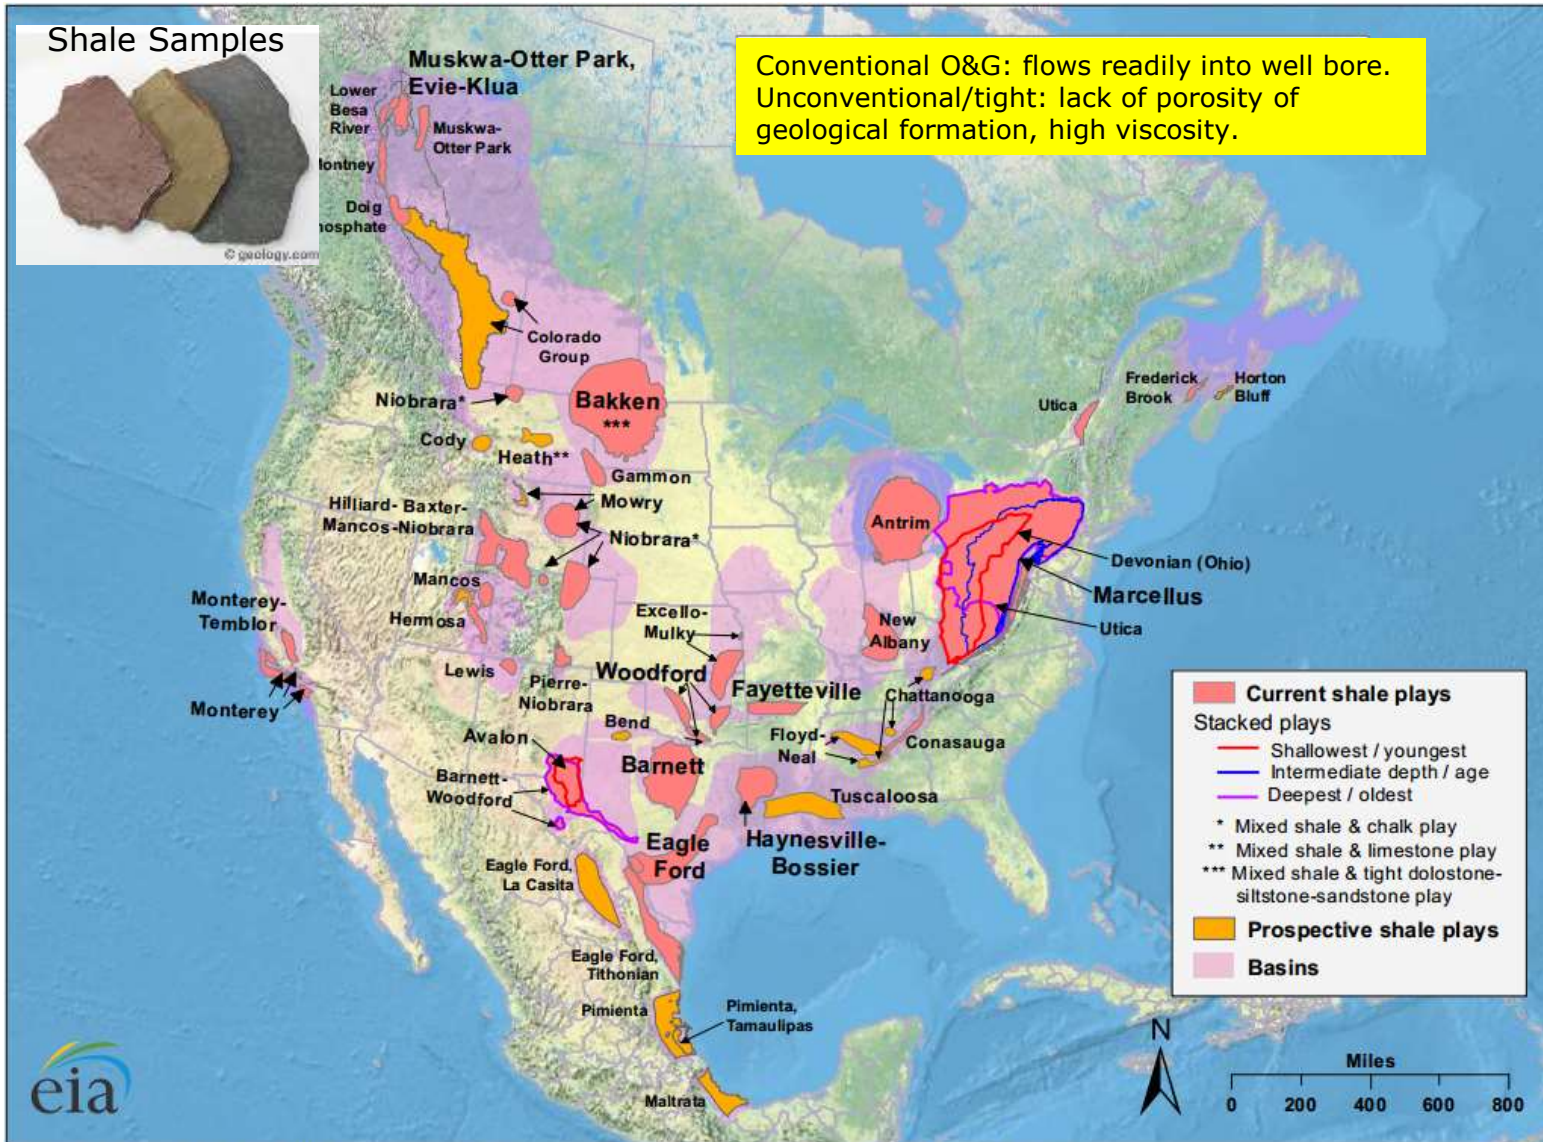 Shale Samples
© geology.com
Conventional O&G: flows readily into well bore.
Unconventional/tight: lack of porosity of
geological formation, high viscosity.
Muskwa-Otter Park,
Evie-Klua
Lower
Besa
River
Muskwa-
Otter Park
Montney
Doig
hosphate
Colorado
Group
Niobrara*
Bakken
***
Cody
Heath**
Gammon
Mowry
Hilliard- Baxter-
Mancos-Niobrara
Niobrara*
Mancos
Hermosa
Monterey-
Temblor
Monterey
Lewis
Pierre-
Niobrara
Excello-
Mulky
Woodford
Fayetteville
Bend
Avalon
Barnett-
Woodford
Barnett
Antrim
New
Albany
Utica
Frederick
Brook
Horton
Bluff
Devonian (Ohio)
Marcellus
Utica
Chattanooga
Floyd-
Neal
Conasauga
Tuscaloosa
Haynesville-
Bossier
Eagle
Ford
Eagle Ford,
La Casita
Eagle Ford,
Tithonian
Pimienta
Pimienta,
Tamaulipas
Maltrata
Current shale plays
Stacked plays
Shallowest / youngest
Intermediate depth / age
Deepest / oldest
* Mixed shale & chalk play
** Mixed shale & limestone play
*** Mixed shale & tight dolostone-
siltstone-sandstone play
Prospective shale plays
Basins
N
Miles
0 200 400 600 800
eia